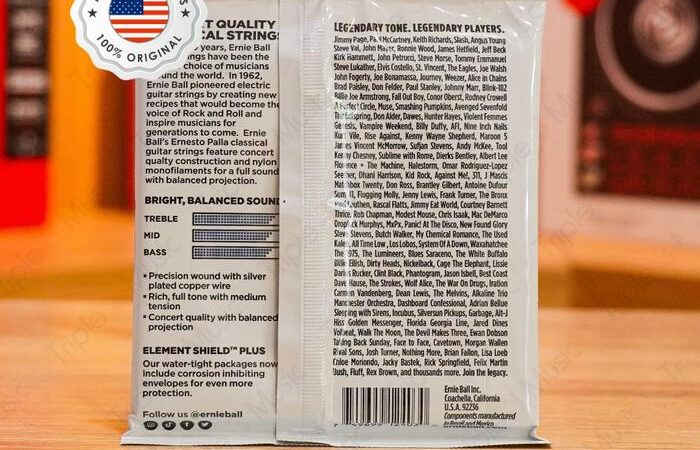 100% ORIGINAL
T QUALITY
CAL STRINGS
years, Ernie Ball
ings have been the
choice of musicians
und the world. In 1962,
Ernie Ball pioneered electric
guitar strings by creating new
recipes that would become the
voice of Rock and Roll and
inspire musicians for
generations to come. Ernie
Ball's Ernesto Palla classical
guitar strings feature concert
quality construction and nylon
monofilaments for a full sound
with balanced projection.
BRIGHT, BALANCED SOUN
TREBLE
MID
BASS
• Precision wound with silver
plated copper wire
• Rich, full tone with medium
tension
• Concert quality with balanced
projection
ELEMENT SHIELD™ PLUS
Our water-tight packages now
include corrosion inhibiting
envelopes for even more
protection.
Follow us @ernieball
LEGENDARY TONE. LEGENDARY PLAYERS.
Jimmy Page, Paul McCartney, Keith Richards, Slash, Angus Young
Steve Vai, John Mayer, Ronnie Wood, James Hetfield, Jeff Beck
Kirk Hammett, John Petrucci, Steve Morse, Tommy Emmanuel
Steve Lukather, Elvis Costello, St. Vincent, The Eagles, Joe Walsh
John Fogerty, Joe Bonamassa, Journey, Weezer, Alice in Chains
Brad Paisley, Don Felder, Paul Stanley, Johnny Marr, Blink-182
Billie Joe Armstrong, Fall Out Boy, Conor Oberst, Rodney Crowell
A Perfect Circle, Muse, Smashing Pumpkins, Avenged Sevenfold
The Offspring, Don Alder, Dawes, Hunter Hayes, Violent Femmes
Genesis, Vampire Weekend, Billy Duffy, AFI, Nine Inch Nails
Kurt Vile, Rise Against, Kenny Wayne Shepherd, Maroon 5
James Vincent McMorrow, Sufjan Stevens, Andy McKee, Tool
Kenny Chesney, Sublime with Rome, Dierks Bentley, Albert Lee
Florence + The Machine, Halestorm, Omar Rodriguez-Lopez
Seether, Dhani Harrison, Kid Rock, Against Me!, 311, J Mascis
Matchbox Twenty, Don Ross, Brantley Gilbert, Antoine Dufour
Sum 41, Flogging Molly, Jenny Lewis, Frank Turner, The Bronx
Paul Speckmen, Rascal Flatts, Jimmy Eat World, Courtney Barnett
Thrice, Rob Chapman, Modest Mouse, Chris Isaak, Mac DeMarco
Dropkick Murphys, MxPx, Panic! At The Disco, New Found Glory
Steve Stevens, Butch Walker, My Chemical Romance, The Used
Kaleo, All Time Low, Los Lobos, System Of A Down, Waxahatchee
The 1975, The Lumineers, Blues Saraceno, The White Buffalo
Billie Eilish, Dirty Heads, Nickelback, Cage The Elephant, Lissie
Darius Rucker, Clint Black, Phantogram, Jason Isbell, Best Coast
Dave House, The Strokes, Wolf Alice, The War On Drugs, Iration
Carmen Vandenberg, Dean Lewis, The Melvins, Alkaline Trio
Manchester Orchestra, Dashboard Confessional, Adrian Bellue
Sleeping with Sirens, Incubus, Silversun Pickups, Garbage, Alt-J
Hiss Golden Messenger, Florida Georgia Line, Jared Dines
Volbeat, Walk The Moon, The Devil Makes Three, Ewan Dobson
Taking Back Sunday, Face to Face, Cavetown, Morgan Wallen
Rival Sons, Josh Turner, Nothing More, Brian Fallon, Lisa Loeb
Chloe Moriondo, Jacky Bastek, Rick Springfield, Felix Martin
Bush, Fluff, Rex Brown, and thousands more. Join the legacy.
Ernie Ball Inc.
Coachella, California
U.S.A. 92236
Components manufactured
in Brazil and Mexico.